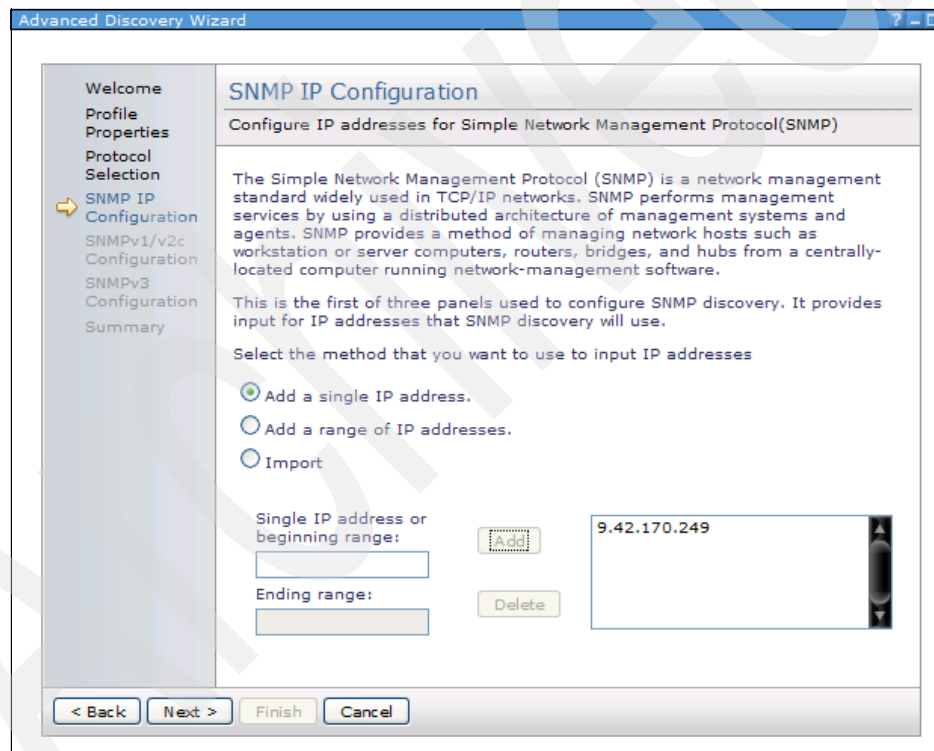 Advanced Discovery Wizard
? –
Welcome
Profile
Properties
Protocol
Selection
SNMP IP
Configuration
SNMPv1/v2c
Configuration
SNMPv3
Configuration
Summary
SNMP IP Configuration
Configure IP addresses for Simple Network Management Protocol(SNMP)
The Simple Network Management Protocol (SNMP) is a network management
standard widely used in TCP/IP networks. SNMP performs management
services by using a distributed architecture of management systems and
agents. SNMP provides a method of managing network hosts such as
workstation or server computers, routers, bridges, and hubs from a centrally-
located computer running network-management software.
This is the first of three panels used to configure SNMP discovery. It provides
input for IP addresses that SNMP discovery will use.
Select the method that you want to use to input IP addresses
Add a single IP address.
Add a range of IP addresses.
Import
Single IP address or
beginning range:
Add
9.42.170.249
Ending range:
Delete
< Back Next > Finish Cancel